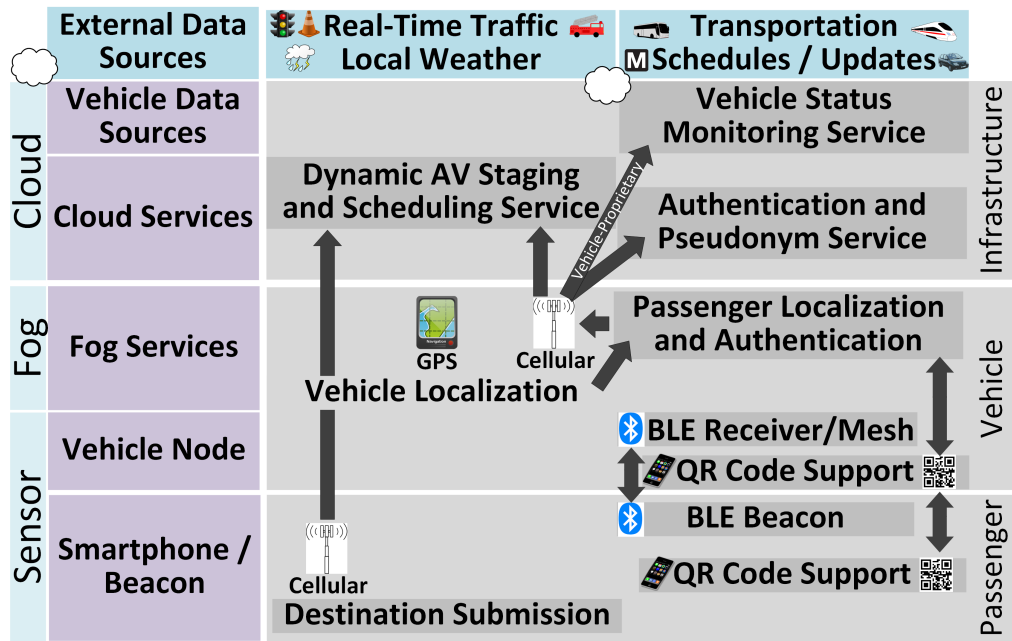 External Data
Sources
Real-Time Traffic
Local Weather
Transportation
M Schedules / Updates
Cloud
Vehicle Data
Sources
Vehicle Status
Monitoring Service
Infrastructure
Cloud Services
Dynamic AV Staging
and Scheduling Service
Vehicle-Proprietary
Authentication and
Pseudonym Service
Fog
Fog Services
Navigation
GPS
Cellular
Vehicle Localization
Passenger Localization
and Authentication
Vehicle
Sensor
Vehicle Node
BLE Receiver/Mesh
QR Code Support
Smartphone /
Beacon
Cellular
Destination Submission
BLE Beacon
QR Code Support
Passenger